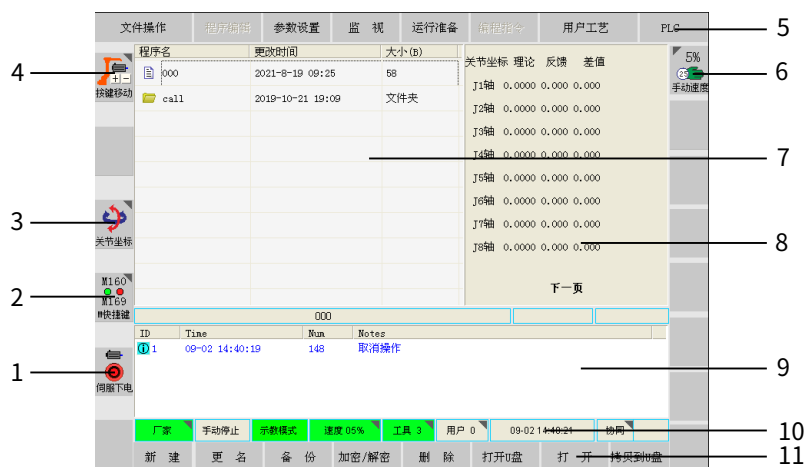 文件操作 程序编辑 参数设置 监 视 运行准备 编程指令 用户工艺 PLC 5
程序名 更改时间 大小(B)
000 2021-8-19 09:25 58
call 2019-10-21 19:09 文件夹
关节坐标 理论 反馈 差值
J1轴 0.0000 0.000 0.000
J2轴 0.0000 0.000 0.000
J3轴 0.0000 0.000 0.000
J4轴 0.0000 0.000 0.000
J5轴 0.0000 0.000 0.000
J6轴 0.0000 0.000 0.000
J7轴 0.0000 0.000 0.000
J8轴 0.0000 0.000 0.000
下一页
4
按键移动
3
关节坐标
2
M160
M169
M快捷键
1
伺服下电
5%
25
手动速度
6
7
8
000
ID Time Num Notes
1 09-02 14:40:19 148 取消操作
9
厂家 手动停止 示教模式 速度 05% 工具 3 用户 0 09-02 14:48:21 协同 10
新 建 更 名 备 份 加密/解密 删 除 打开U盘 打 开 拷贝到U盘 11